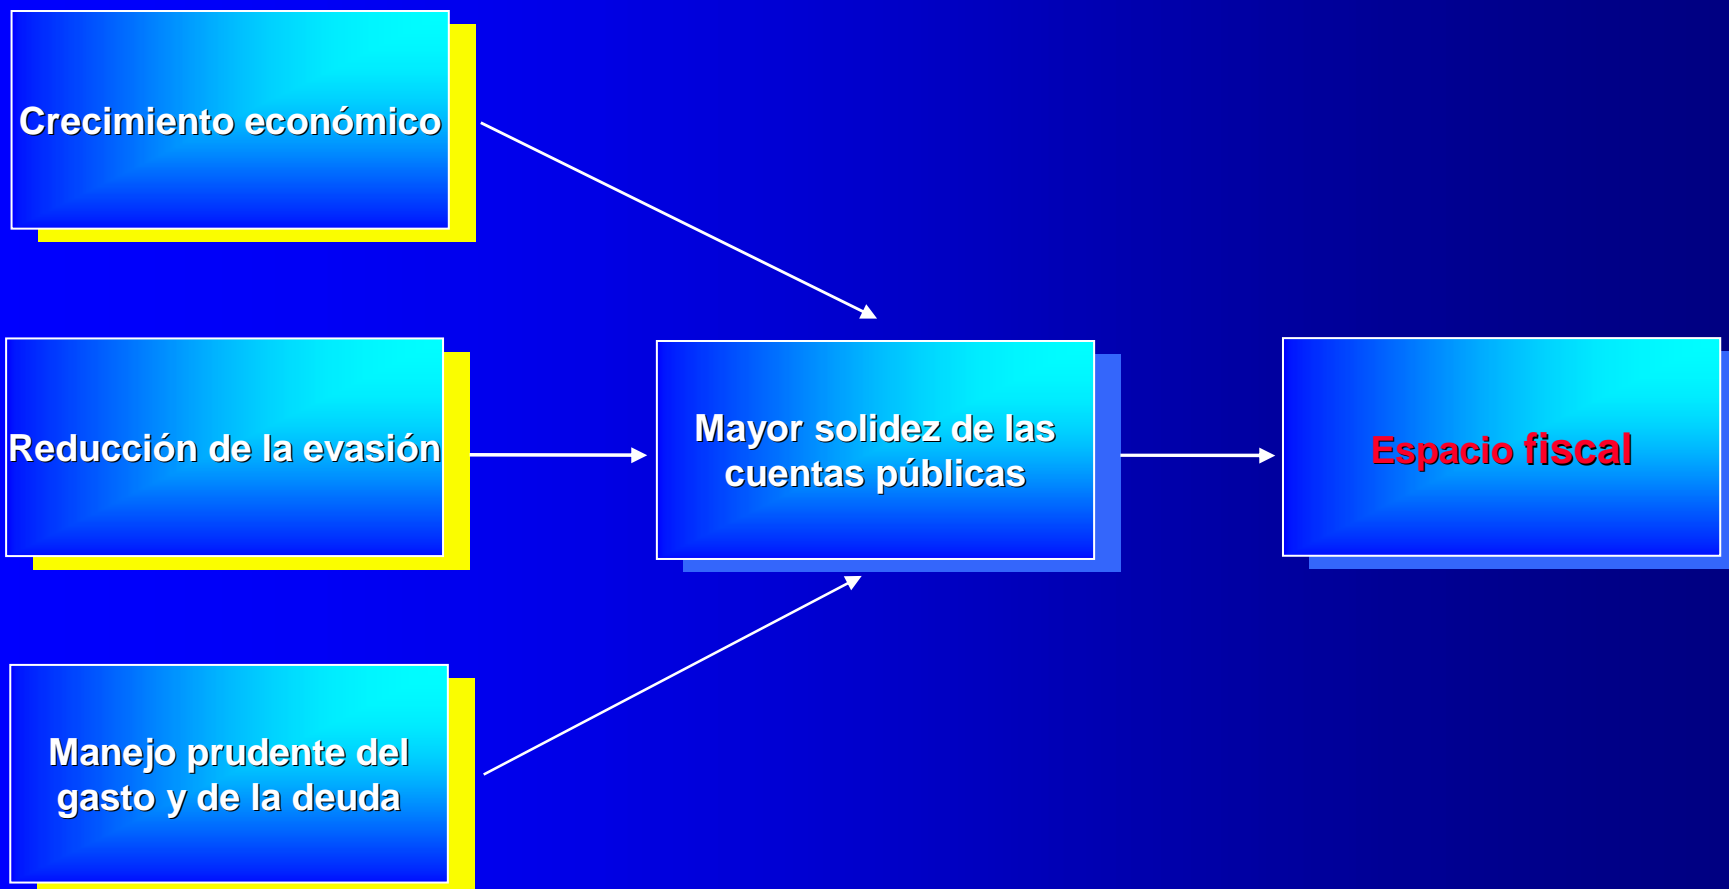 Crecimiento económico
Reducción de la evasión
Manejo prudente del
gasto y de la deuda
Mayor solidez de las
cuentas públicas
Espacio fiscal